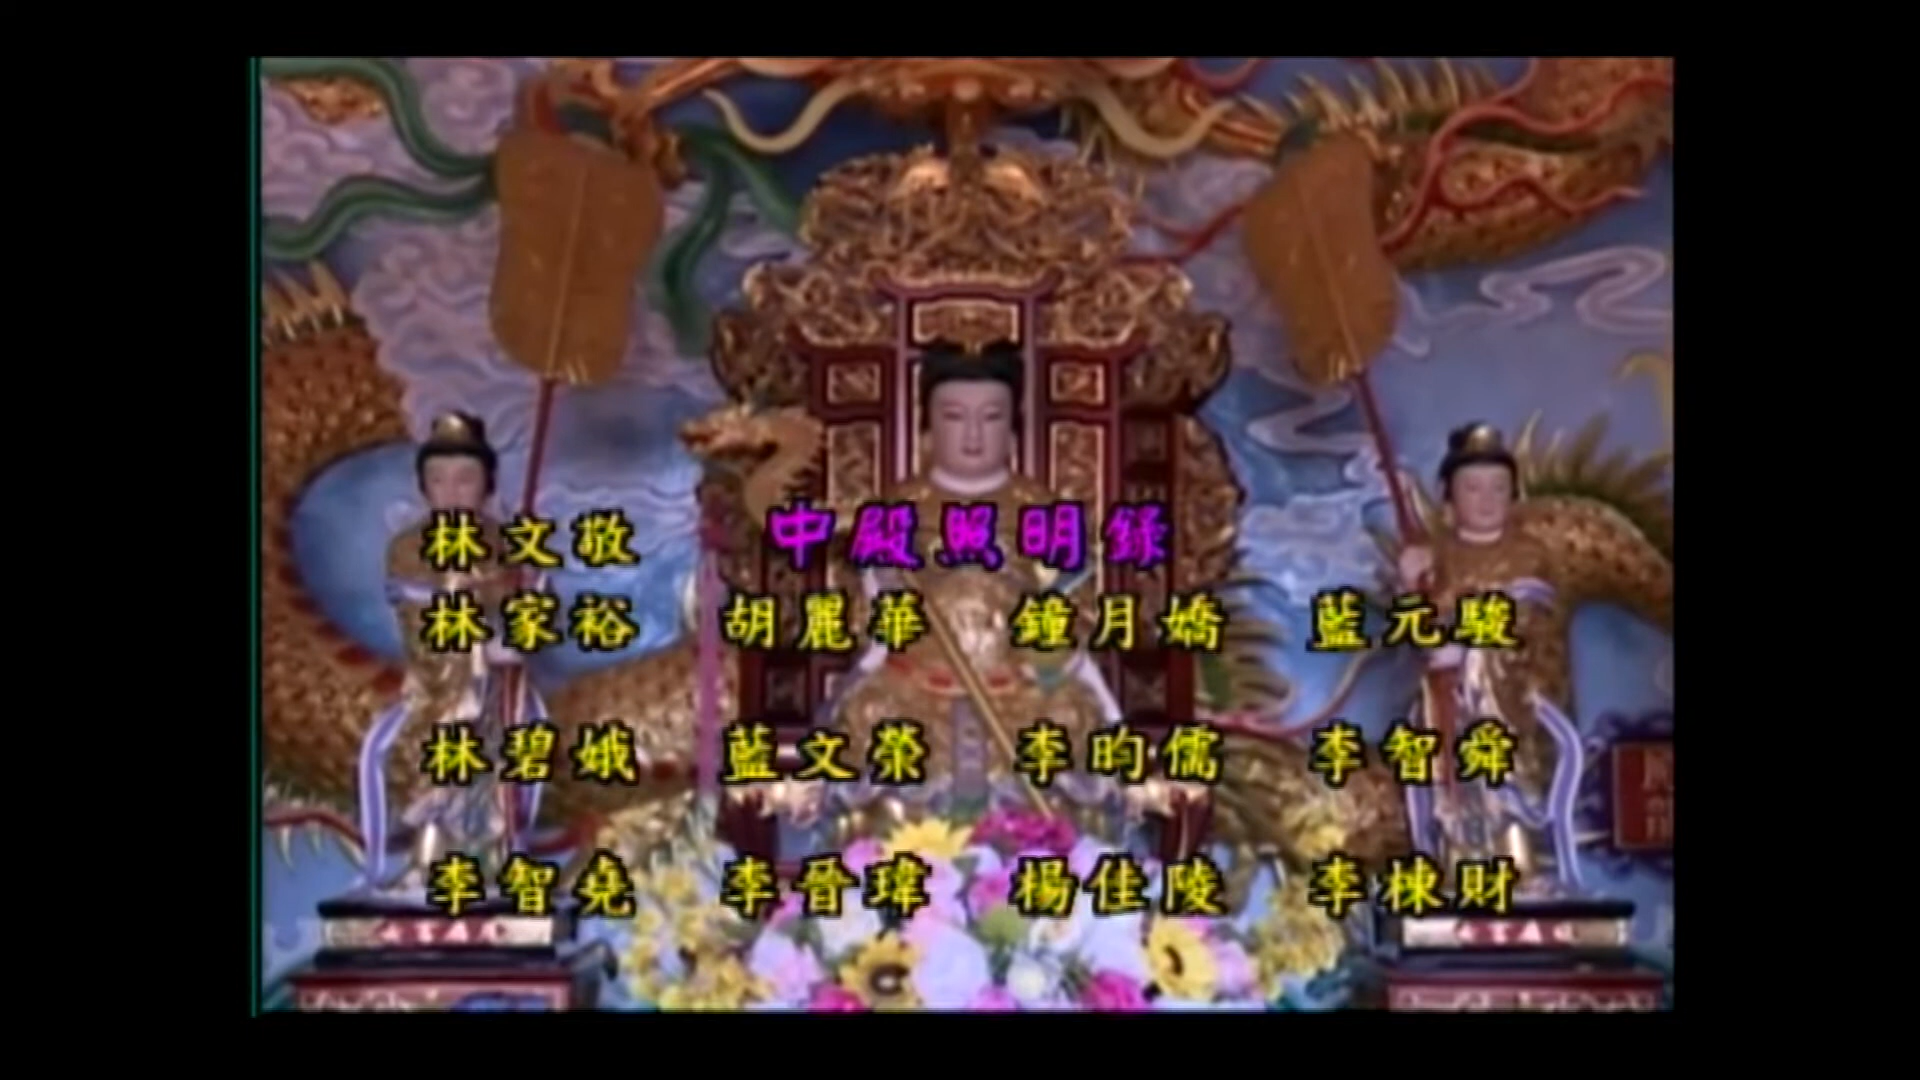 林文敬 中殿照明錄
林家裕 胡麗華 鐘月嬌 藍元駿
林碧娥 藍文榮 李昀儒 李智舜
李智堯 李晉瑋 楊佳陵 李棟財